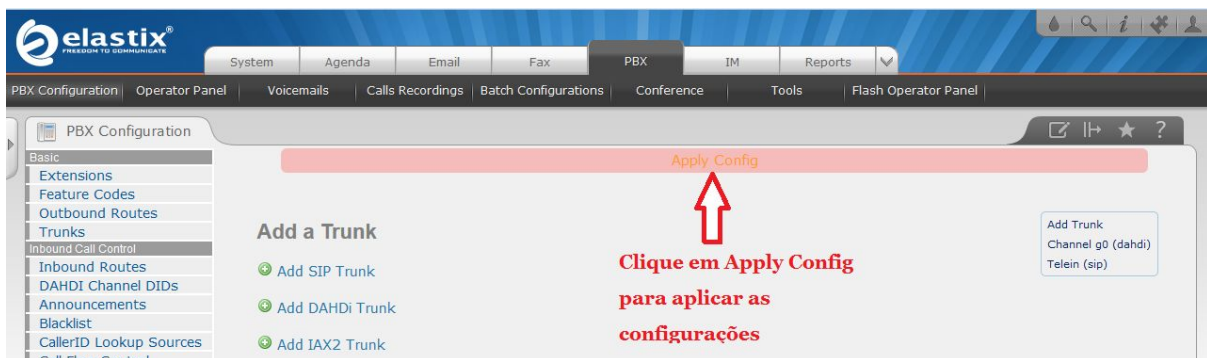 elastix®
FREEDOM TO COMMUNICATE
System Agenda Email Fax PBX IM Reports
PBX Configuration Operator Panel Voicemails Calls Recordings Batch Configurations Conference Tools Flash Operator Panel
PBX Configuration
Basic
Extensions
Feature Codes
Outbound Routes
Trunks
Inbound Call Control
Inbound Routes
DAHDI Channel DIDs
Announcements
Blacklist
CallerID Lookup Sources
Apply Config
Add a Trunk
Add SIP Trunk
Add DAHDi Trunk
Add IAX2 Trunk
Clique em Apply Config
para aplicar as
configurações
Add Trunk
Channel g0 (dahdi)
Telein (sip)